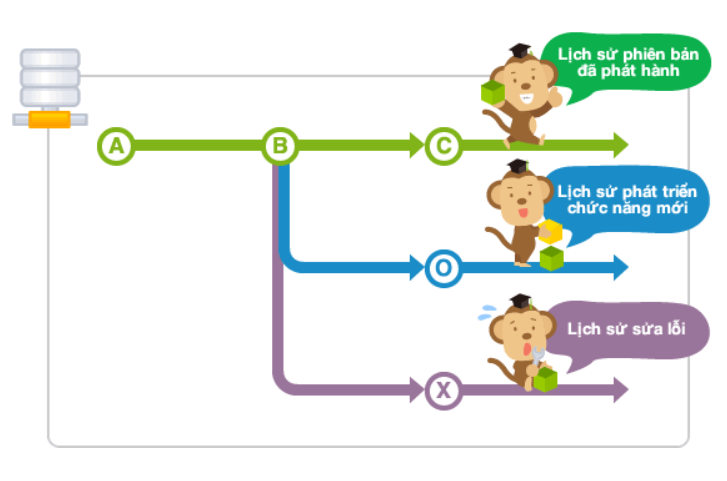 Lịch sử phiên bản
đã phát hành
A
B
C
Lịch sử phát triển
chức năng mới
O
Lịch sử sửa lỗi
X